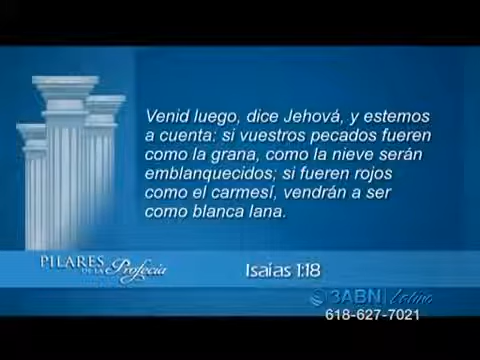 Venid luego, dice Jehová, y estemos
a cuenta: si vuestros pecados fueren
como la grana, como la nieve serán
emblanquecidos; si fueren rojos
como el carmesí, vendrán a ser
como blanca lana.
PILARES
DE LA Profecía
Isaías 1:18
3ABN Latino
618-627-7021